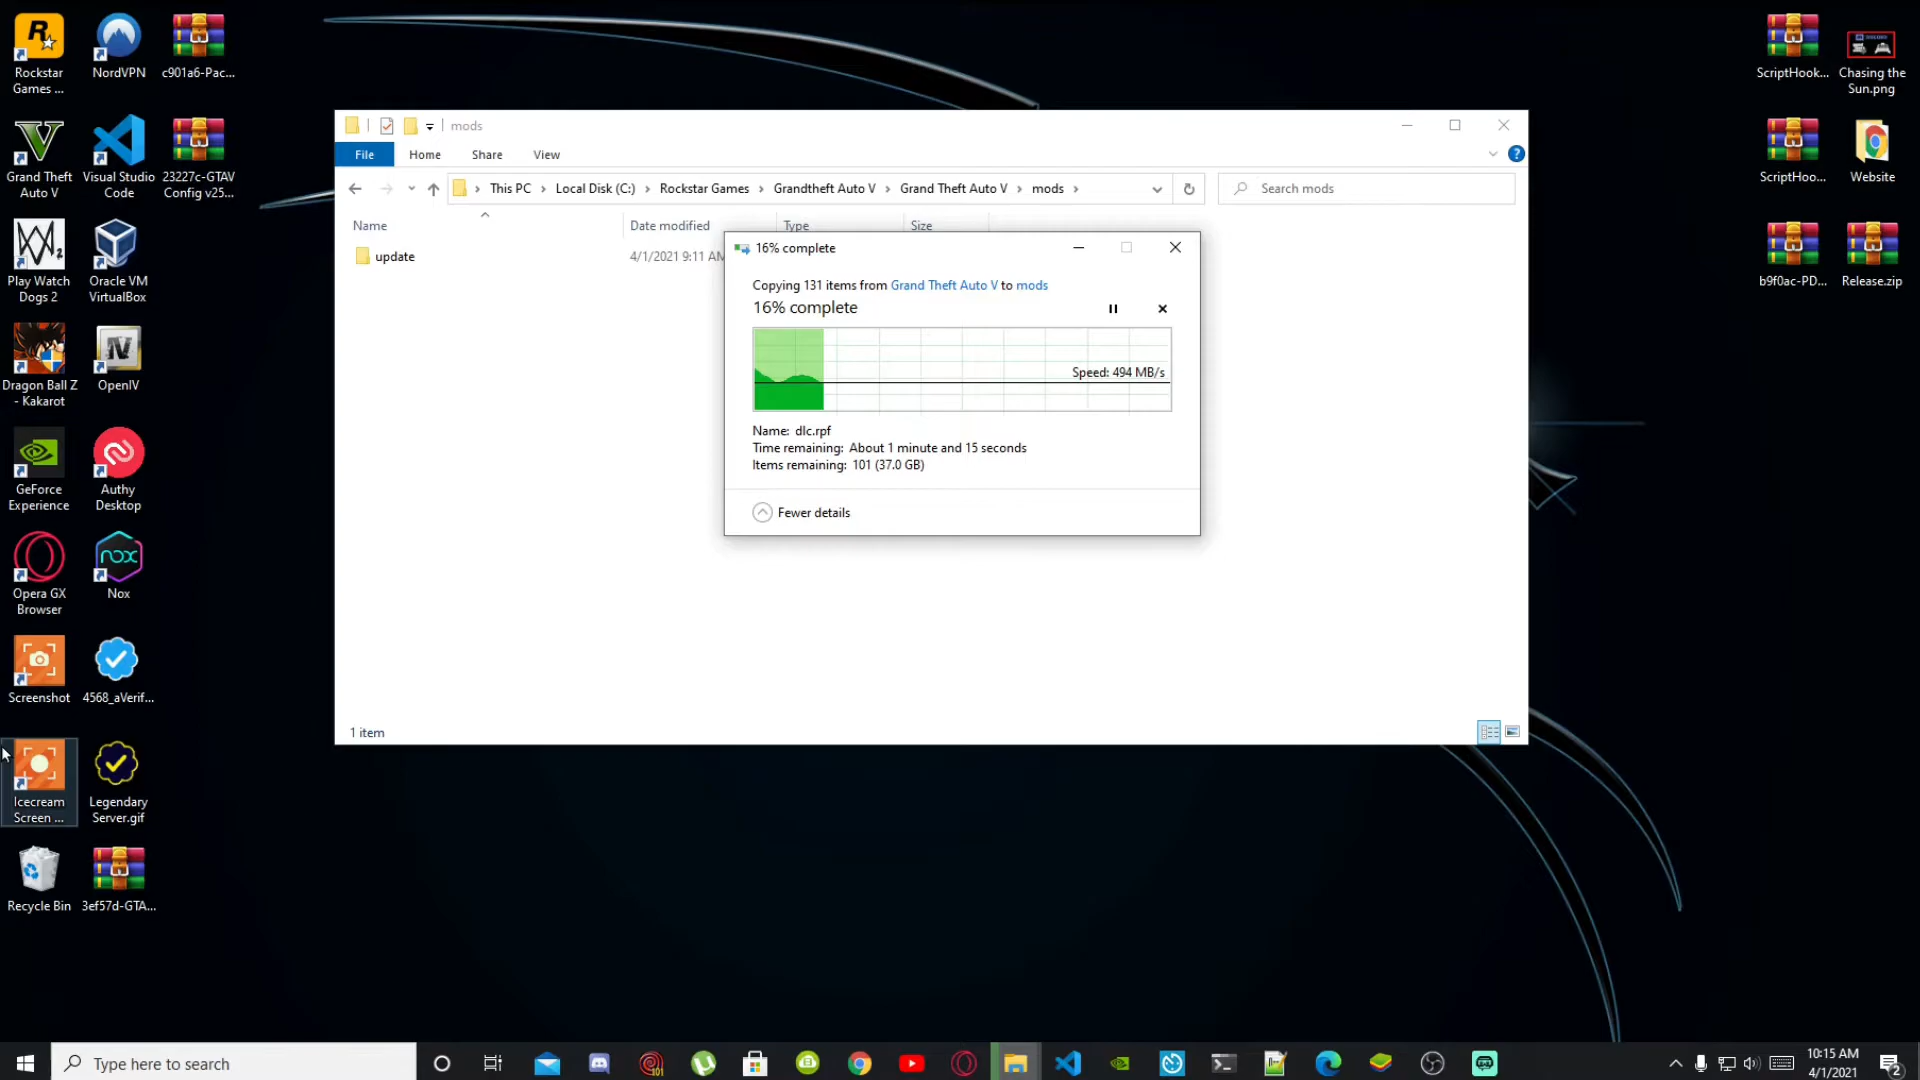 Rockstar
Games ...
NordVPN
c901a6-Pac...
Grand Theft
Auto V
Visual Studio
Code
23227c-GTAV
Config v25...
Play Watch
Dogs 2
Oracle VM
VirtualBox
Dragon Ball Z
- Kakarot
OpenIV
GeForce
Experience
Authy
Desktop
Opera GX
Browser
Nox
Screenshot
4568_aVerif...
Icecream
Screen ...
Legendary
Server.gif
Recycle Bin
3ef57d-GTA...
mods
File
Home
Share
View
This PC
Local Disk (C:)
Rockstar Games
Grandtheft Auto V
Grand Theft Auto V
mods
Search mods
Name
Date modified
Type
Size
update
4/1/2021 9:11 AM
16% complete
Copying 131 items from Grand Theft Auto V to mods
16% complete
Speed: 494 MB/s
Name: dlc.rpf
Time remaining: About 1 minute and 15 seconds
Items remaining: 101 (37.0 GB)
Fewer details
1 item
ScriptHook...
Chasing the
Sun.png
ScriptHoo...
Website
b9f0ac-PD...
Release.zip
Type here to search
10:15 AM
4/1/2021
2